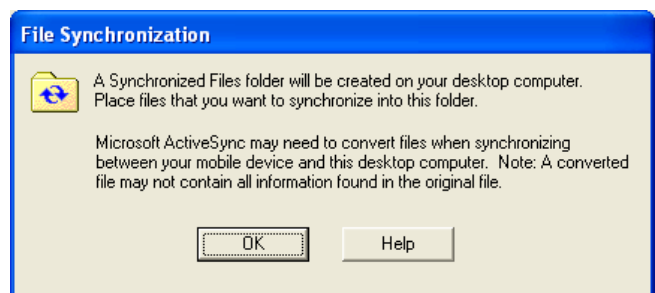 File Synchronization
A Synchronized Files folder will be created on your desktop computer.
Place files that you want to synchronize into this folder.
Microsoft ActiveSync may need to convert files when synchronizing
between your mobile device and this desktop computer.  Note: A converted
file may not contain all information found in the original file.
OK
Help